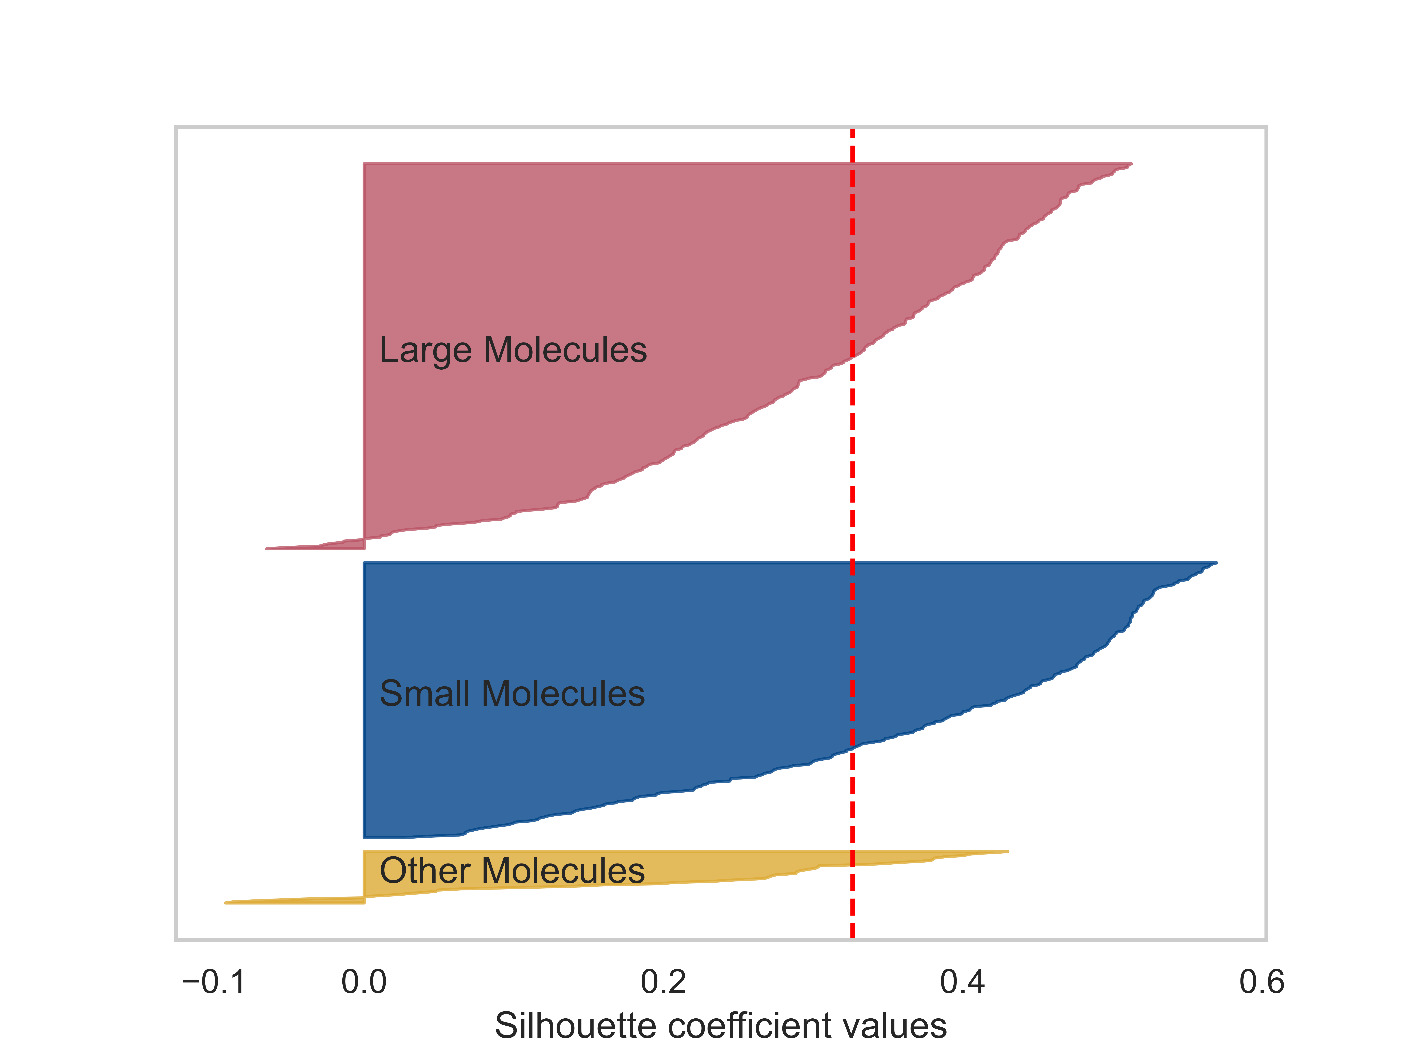 Large Molecules
Small Molecules
Other Molecules
−0.1 0.0 0.2 0.4 0.6
Silhouette coefficient values